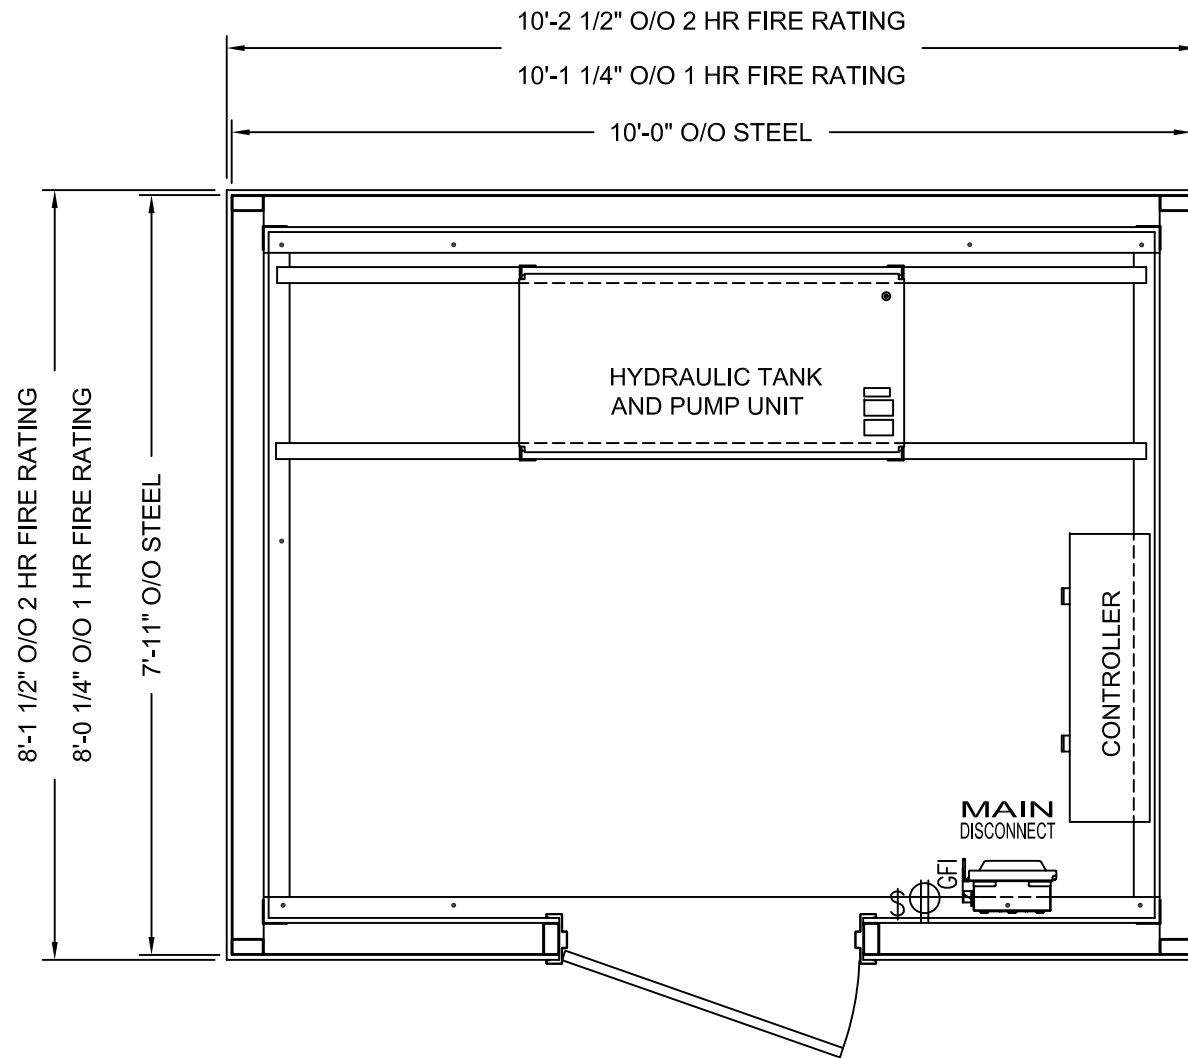 10'-2 1/2" O/O 2 HR FIRE RATING
10'-1 1/4" O/O 1 HR FIRE RATING
10'-0" O/O STEEL
8'-1 1/2" O/O 2 HR FIRE RATING
8'-0 1/4" O/O 1 HR FIRE RATING
7'-11" O/O STEEL
HYDRAULIC TANK
AND PUMP UNIT
CONTROLLER
MAIN
DISCONNECT
GFI
$